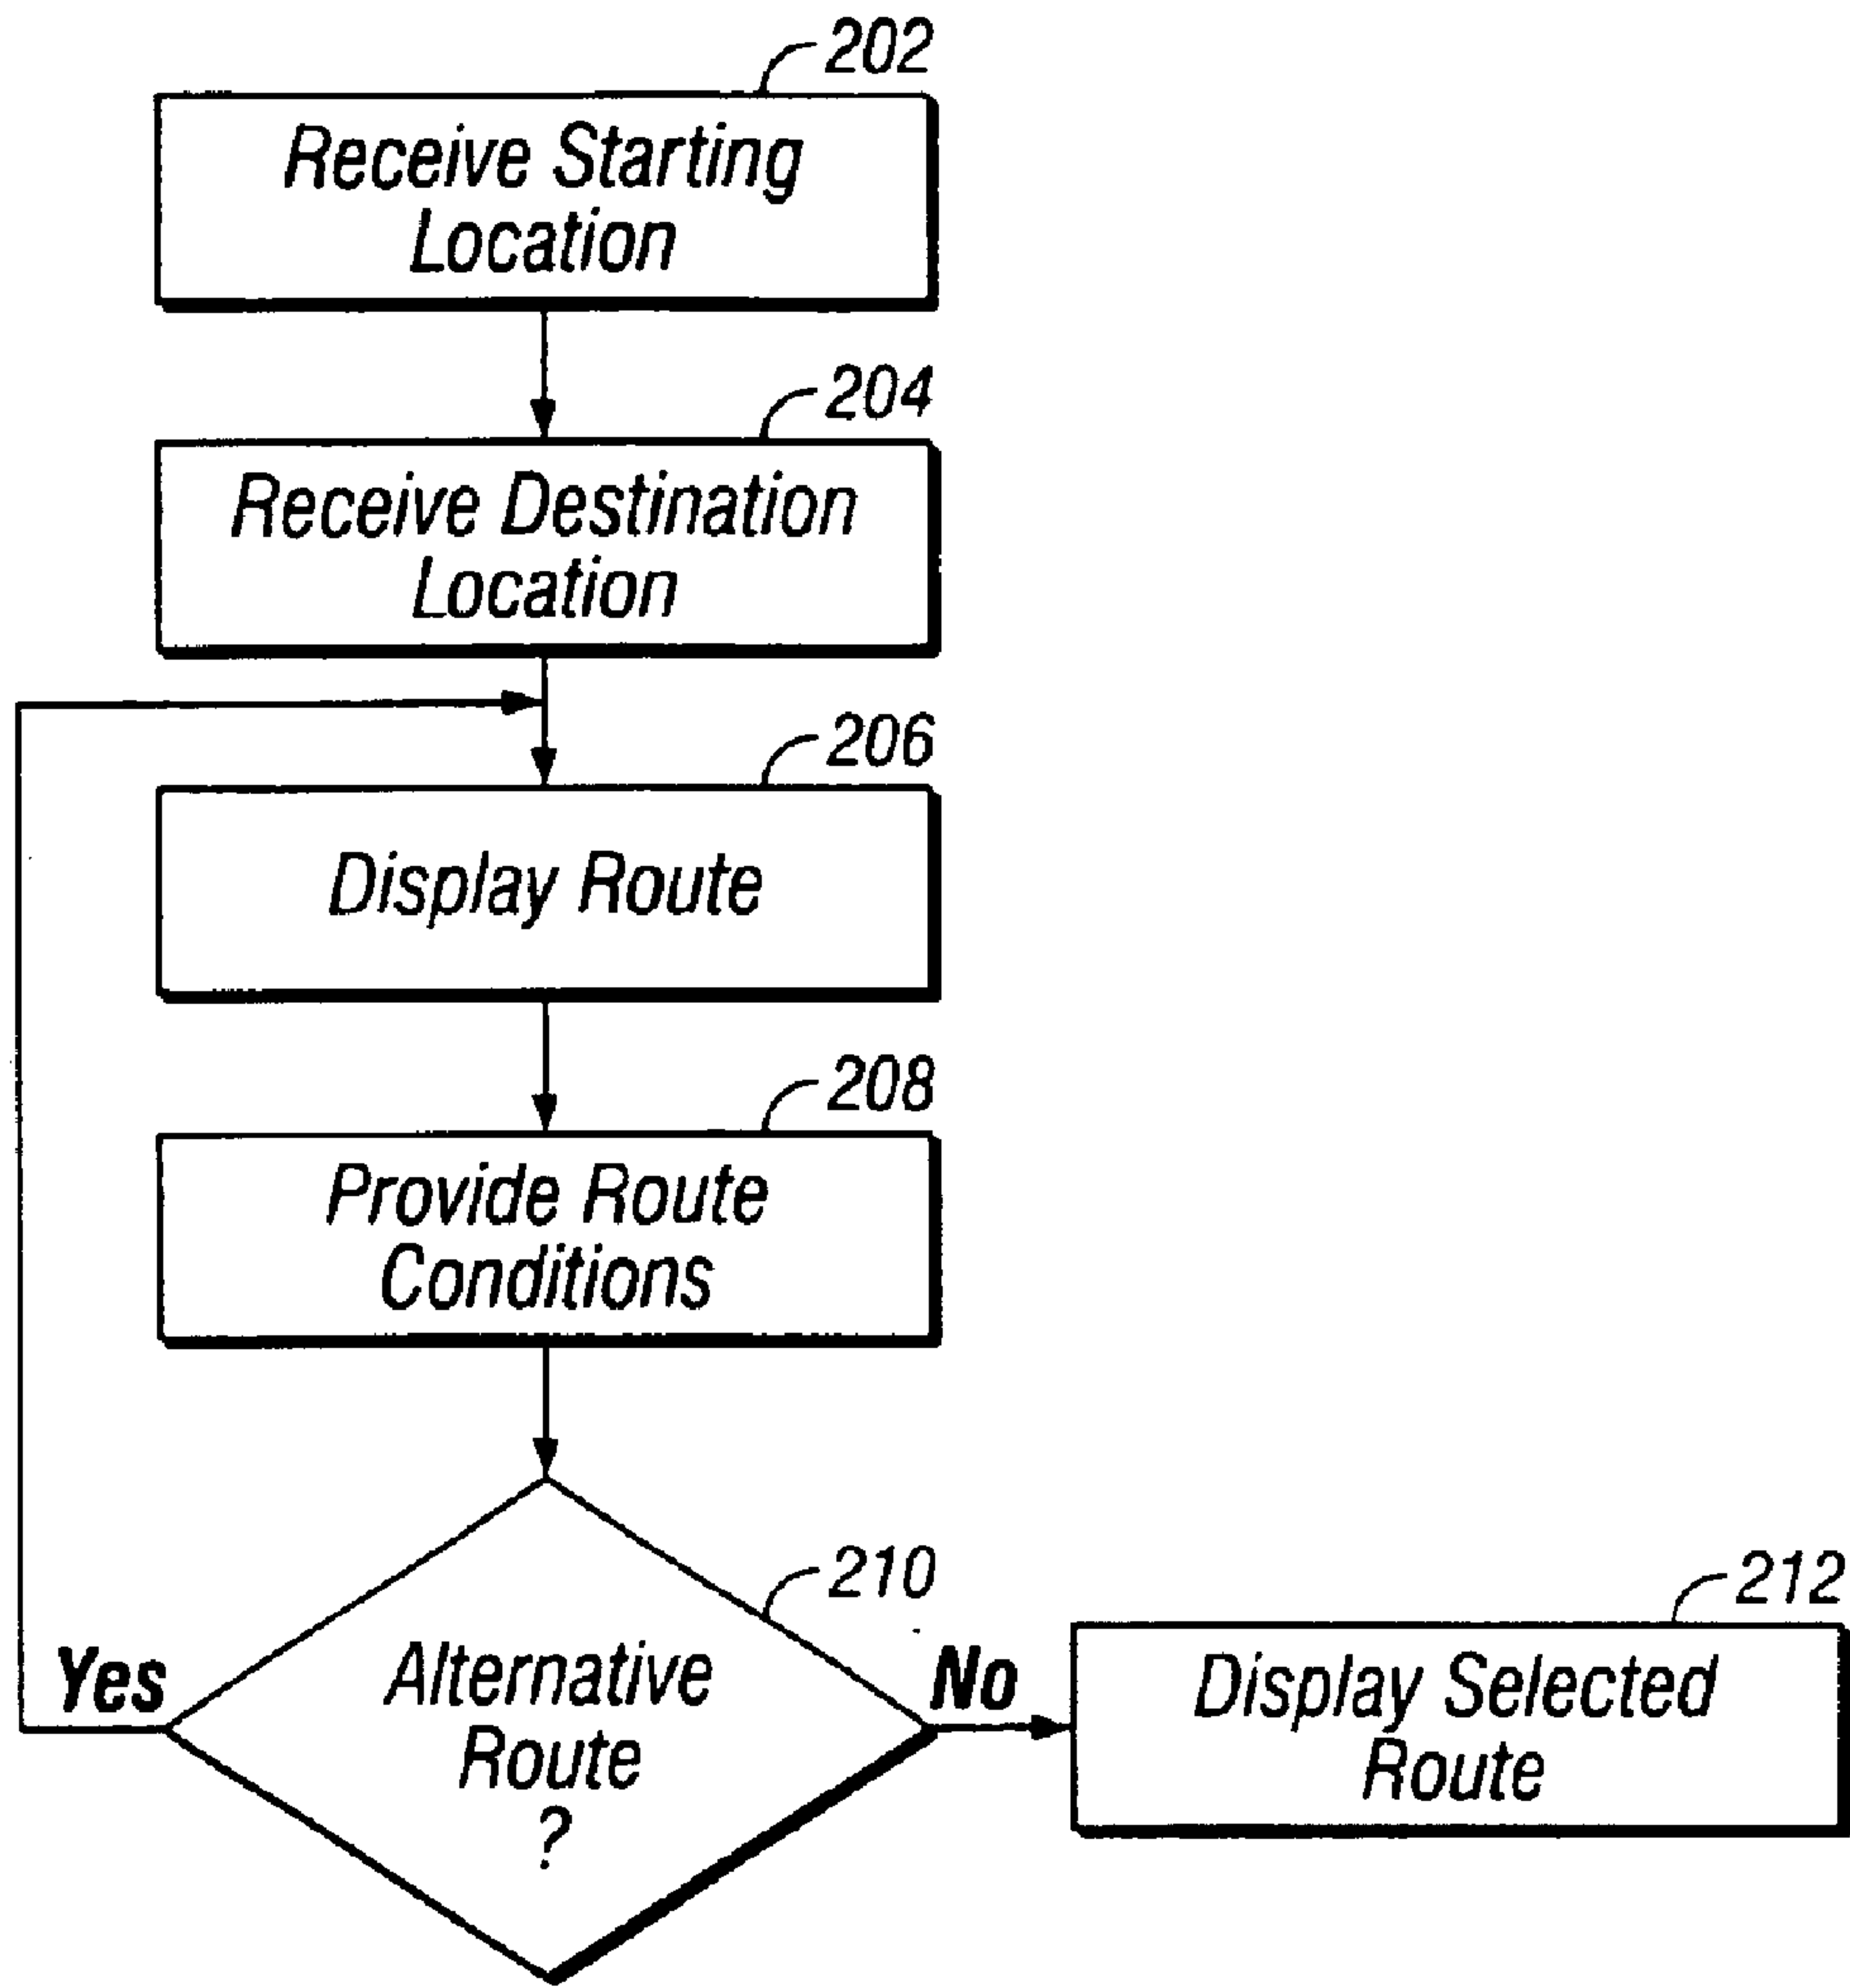 202
Receive Starting
Location
204
Receive Destination
Location
206
Display Route
208
Provide Route
Conditions
210
Alternative
Route
?
Yes
No
212
Display Selected
Route